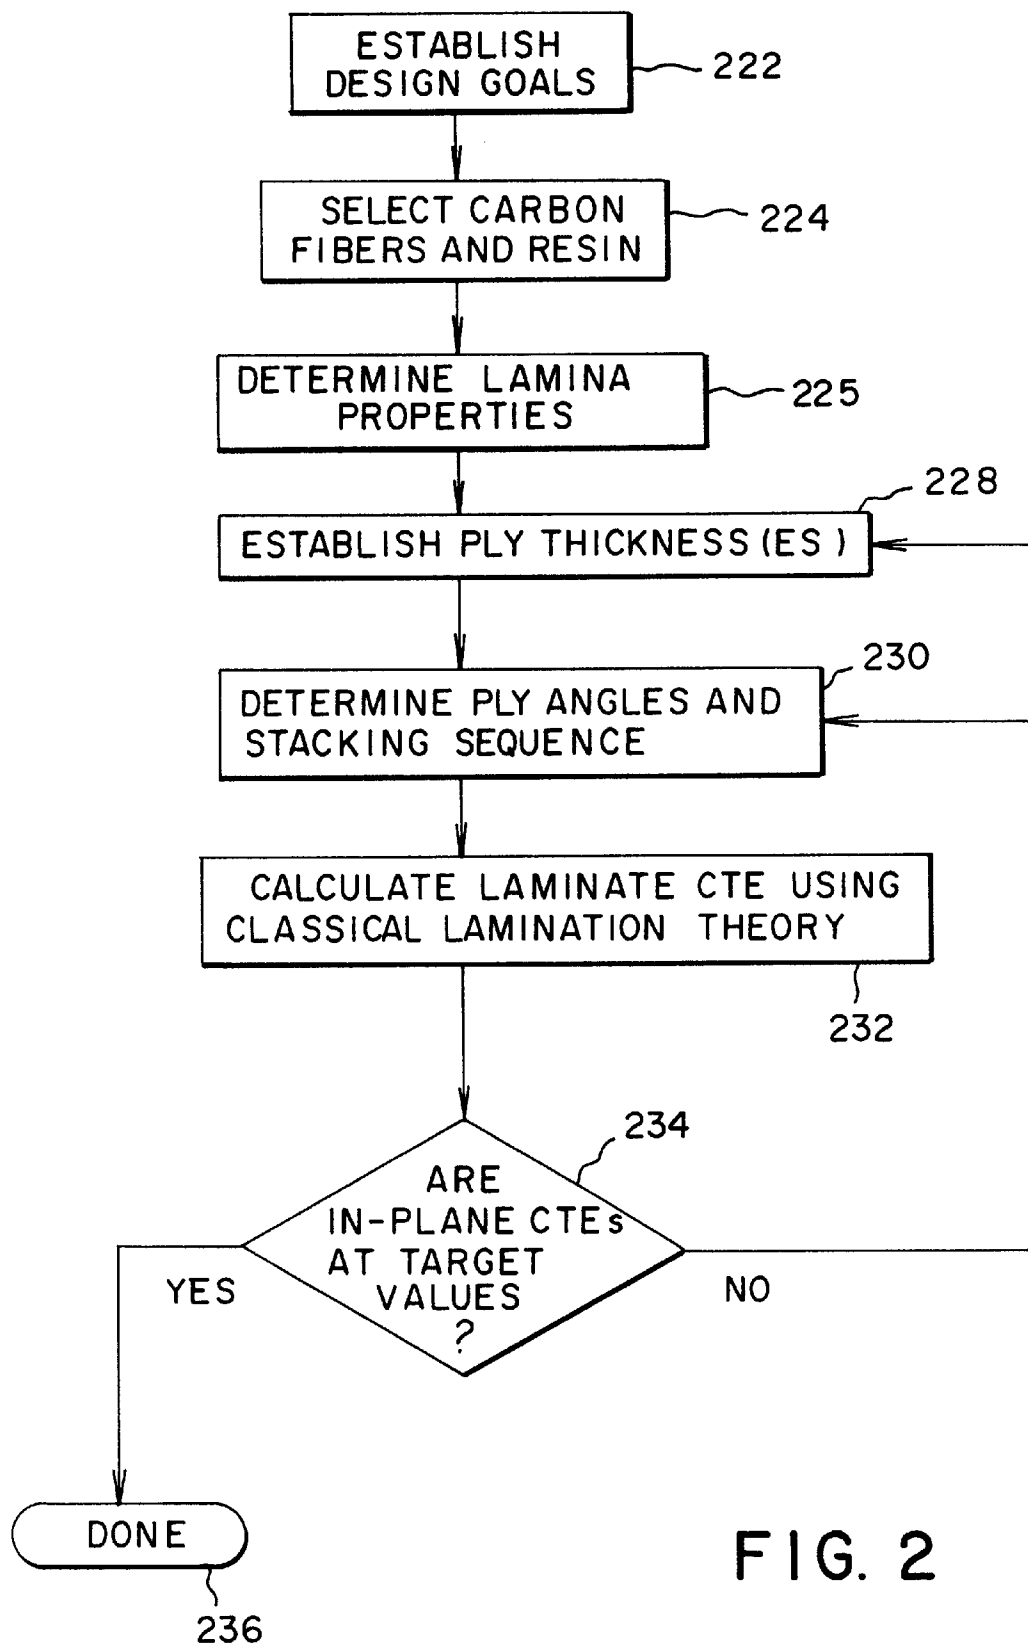 ESTABLISH
DESIGN GOALS
222
SELECT CARBON
FIBERS AND RESIN
224
DETERMINE LAMINA
PROPERTIES
225
228
ESTABLISH PLY THICKNESS (ES)
230
DETERMINE PLY ANGLES AND
STACKING SEQUENCE
CALCULATE LAMINATE CTE USING
CLASSICAL LAMINATION THEORY
232
234
ARE
IN-PLANE CTEs
AT TARGET
VALUES
?
YES
NO
DONE
236
FIG. 2